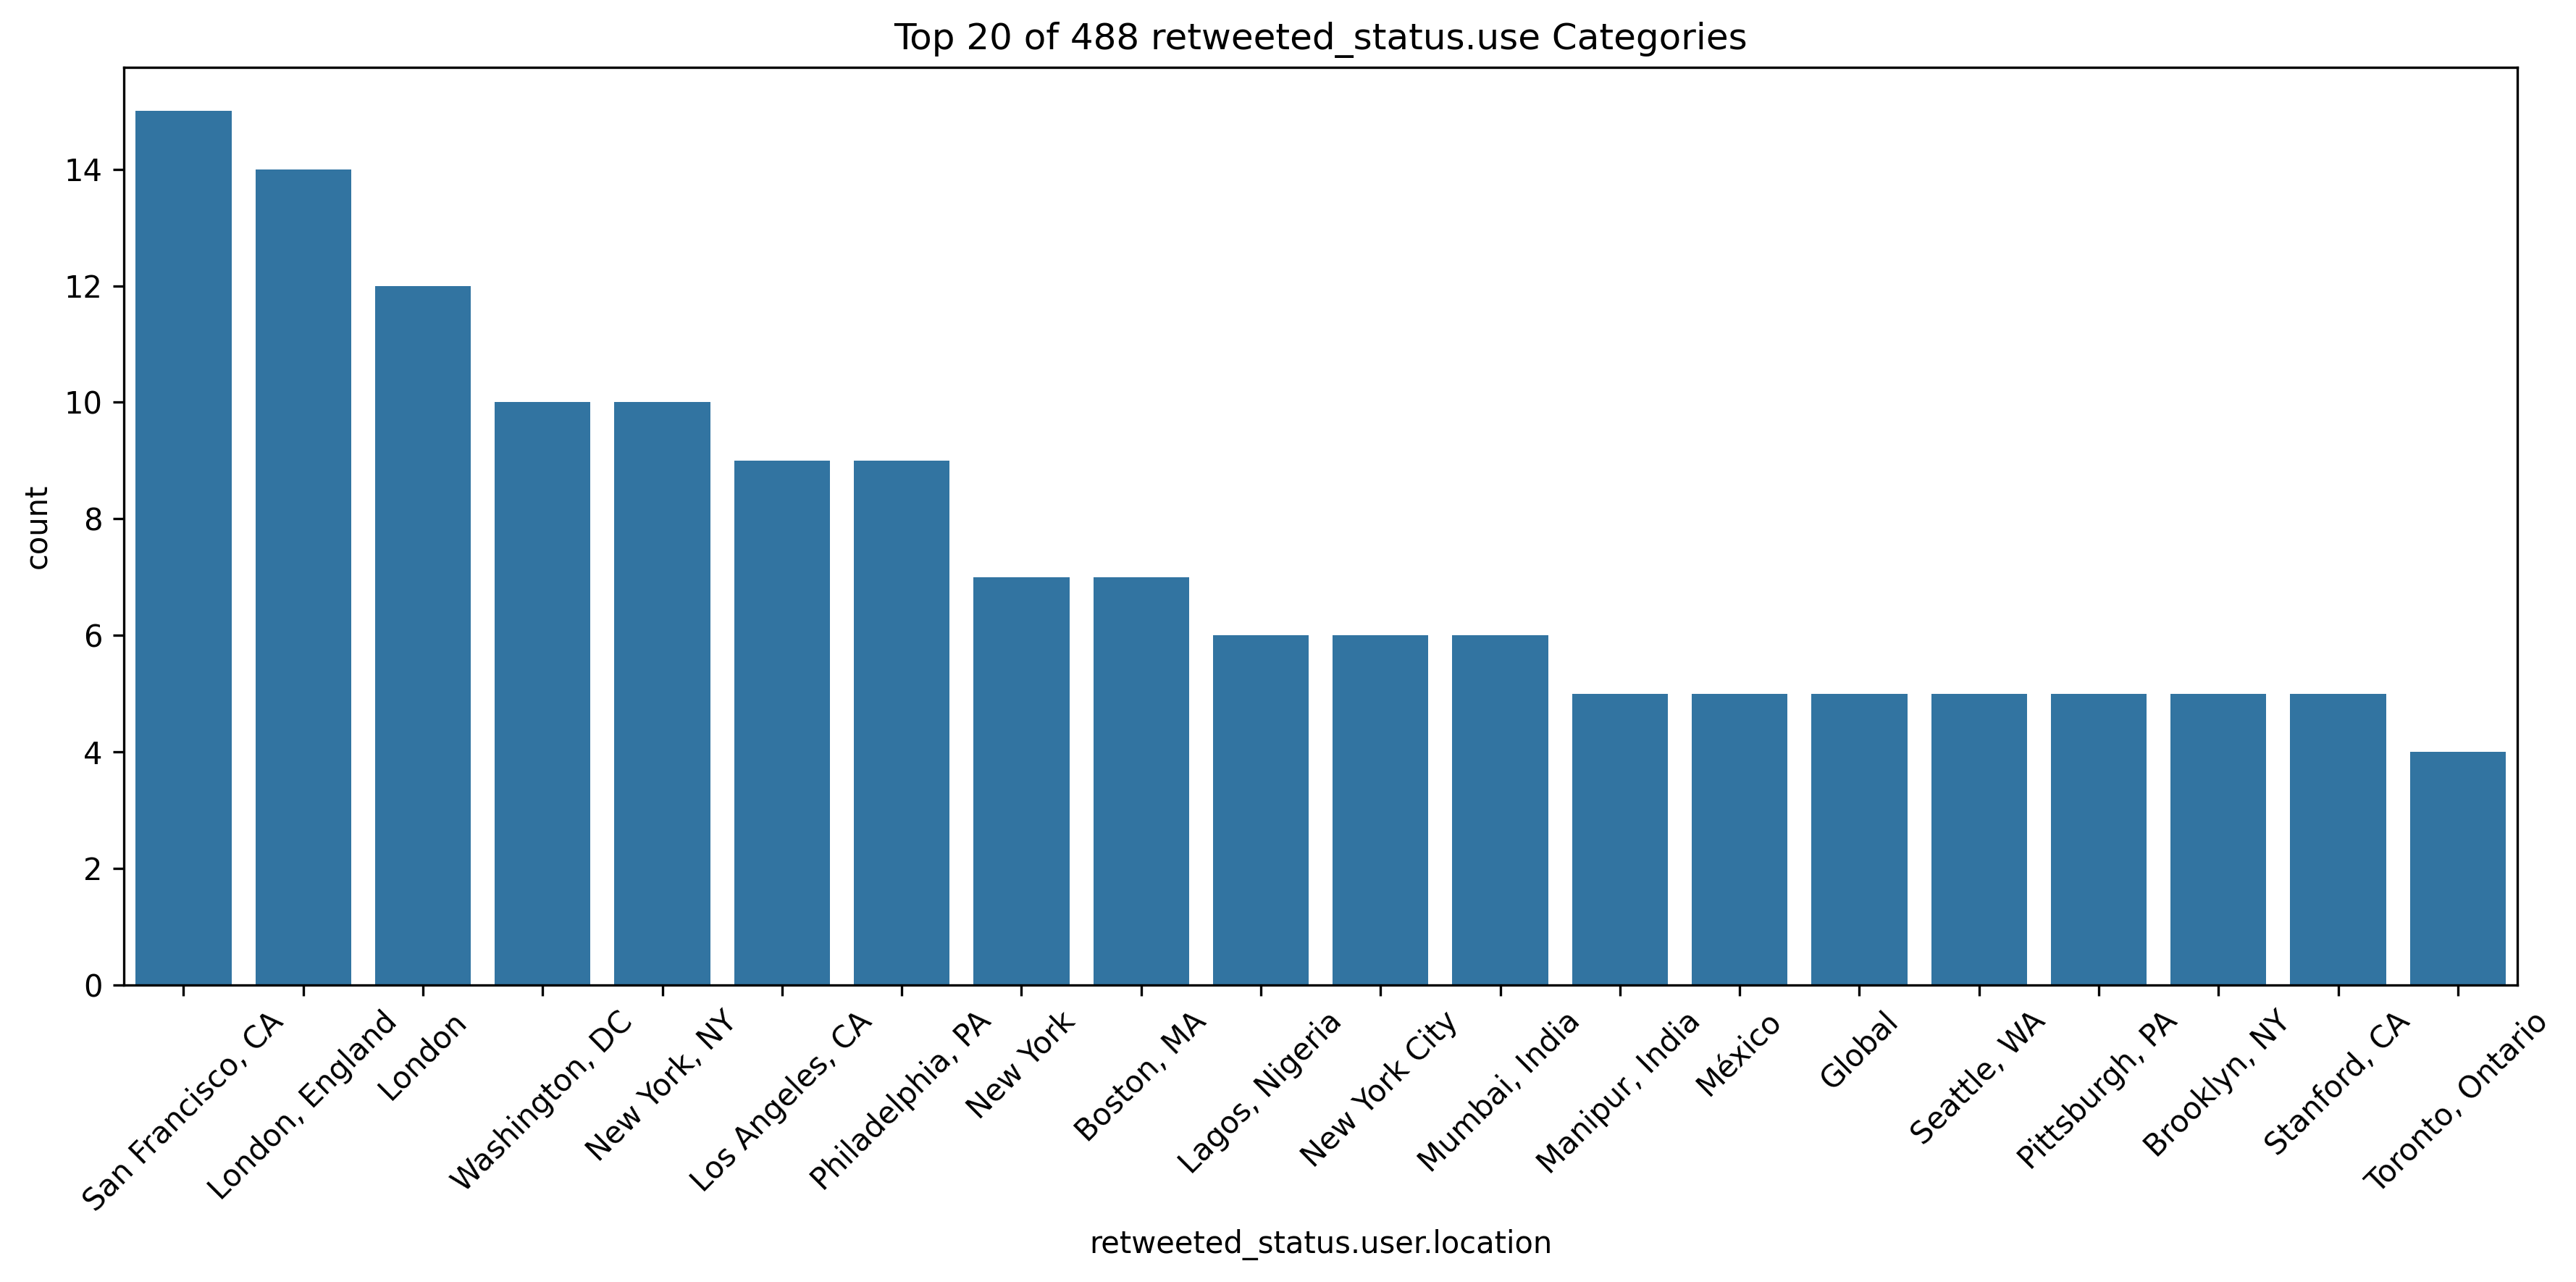 Top 20 of 488 retweeted_status.use Categories
count
14
12
10
8
6
4
2
0
San Francisco, CA
London, England
London
Washington, DC
New York, NY
Los Angeles, CA
Philadelphia, PA
New York
Boston, MA
Lagos, Nigeria
New York City
Mumbai, India
Manipur, India
México
Global
Seattle, WA
Pittsburgh, PA
Brooklyn, NY
Stanford, CA
Toronto, Ontario
retweeted_status.user.location